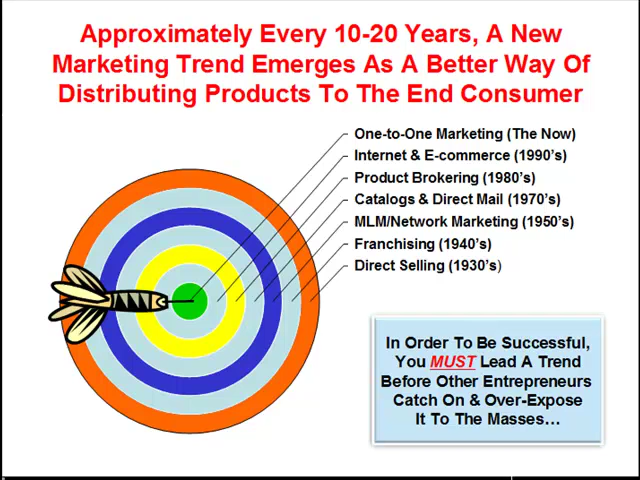 Approximately Every 10-20 Years, A New
Marketing Trend Emerges As A Better Way Of
Distributing Products To The End Consumer
One-to-One Marketing (The Now)
Internet & E-commerce (1990's)
Product Brokering (1980's)
Catalogs & Direct Mail (1970's)
MLM/Network Marketing (1950's)
Franchising (1940's)
Direct Selling (1930's)
In Order To Be Successful,
You MUST Lead A Trend
Before Other Entrepreneurs
Catch On & Over-Expose
It To The Masses…